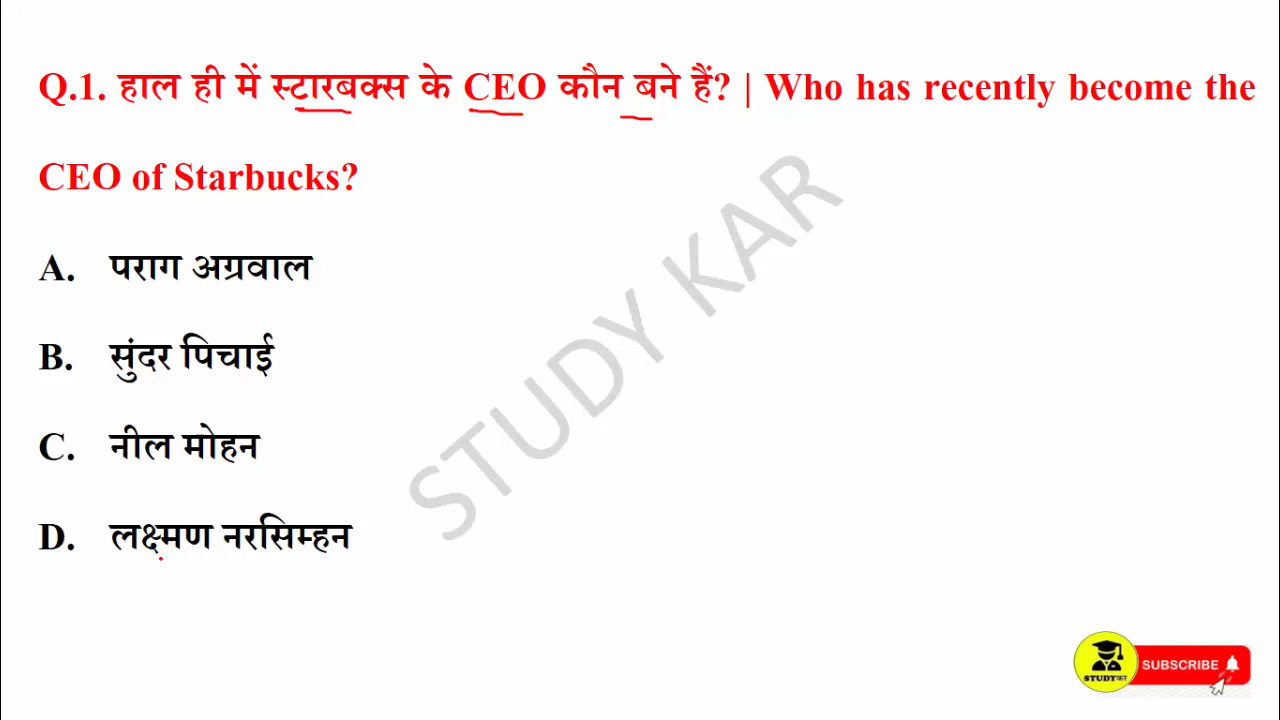 Q.1. हाल ही में स्टारबक्स के CEO कौन बने हैं? | Who has recently become the
CEO of Starbucks?
A. पराग अग्रवाल
B. सुंदर पिचाई
C. नील मोहन
D. लक्ष्मण नरसिम्हन
STUDY KAR
STUDYकर
SUBSCRIBE